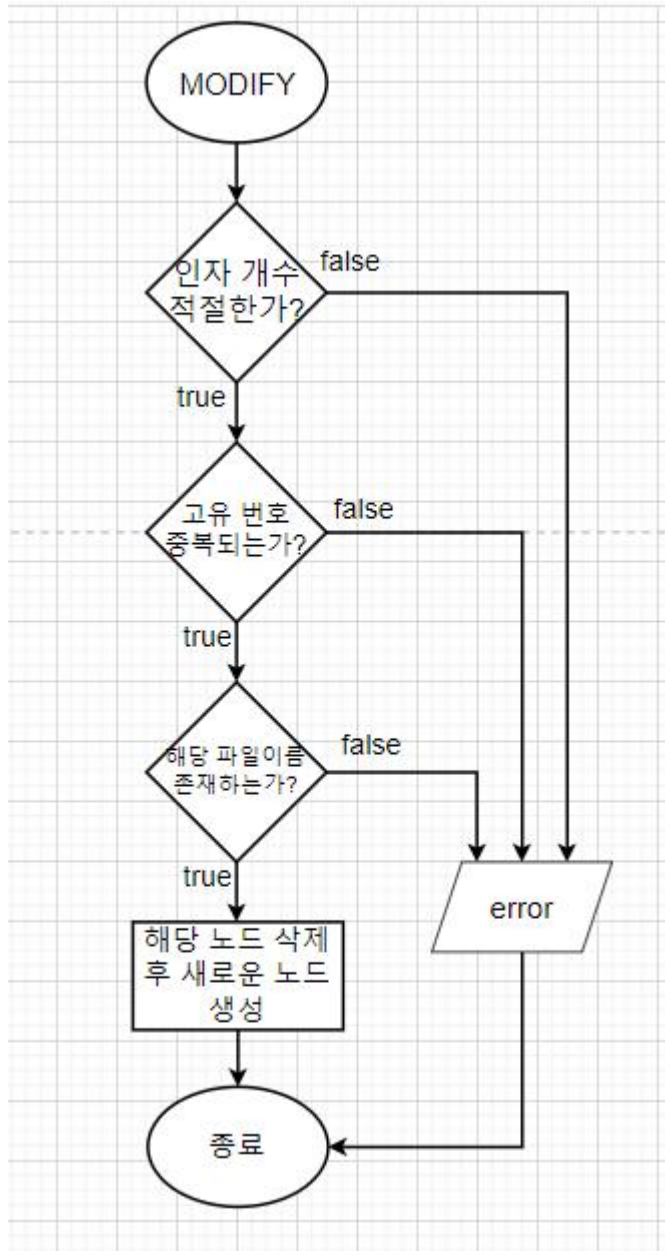 MODIFY
인자 개수
적절한가?
false
true
고유 번호
중복되는가?
false
true
해당 파일이름
존재하는가?
false
true
error
해당 노드 삭제
후 새로운 노드
생성
종료